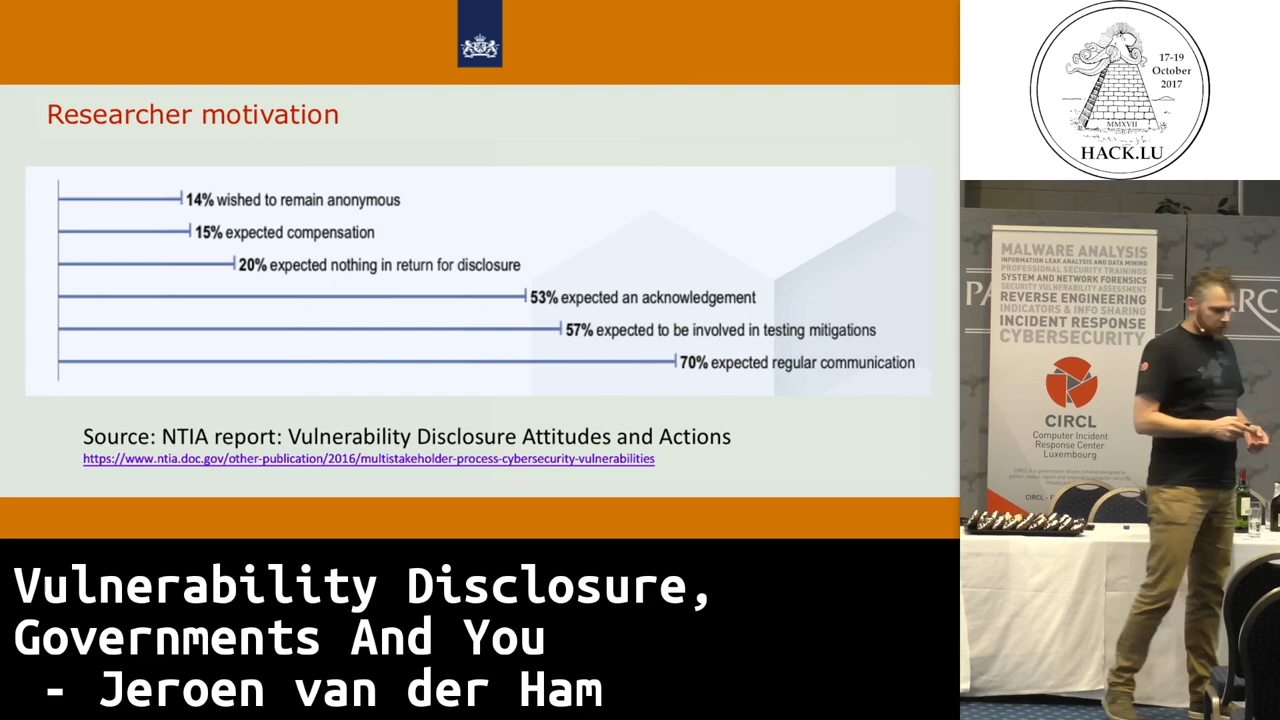 Researcher motivation
14% wished to remain anonymous
15% expected compensation
20% expected nothing in return for disclosure
53% expected an acknowledgement
57% expected to be involved in testing mitigations
70% expected regular communication
Source: NTIA report: Vulnerability Disclosure Attitudes and Actions
https://www.ntia.doc.gov/other-publication/2016/multistakeholder-process-cybersecurity-vulnerabilities
Vulnerability Disclosure,
Governments And You
- Jeroen van der Ham
17-19
October
2017
MMXVII
HACK.LU
MALWARE ANALYSIS
INFORMATION LEAK ANALYSIS AND DATA MINING
PROFESSIONAL SECURITY TRAININGS
SYSTEM AND NETWORK FORENSICS
SECURITY VULNERABILITY ASSESSMENT
REVERSE ENGINEERING
INDICATORS & INFO SHARING
INCIDENT RESPONSE
CYBERSECURITY
CIRCL
Computer Incident
Response Center
Luxembourg